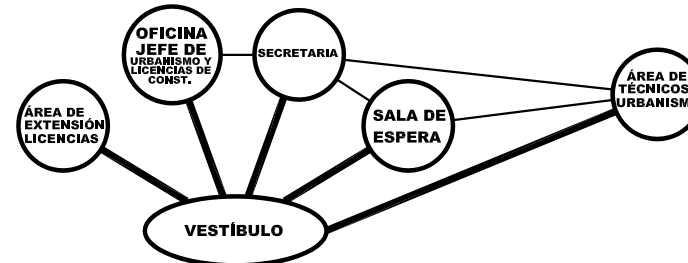 OFICINA
JEFE DE
URBANISMO Y
LICENCIAS DE
CONST.
SECRETARIA
ÁREA DE
TÉCNICOS
URBANISM
ÁREA DE
EXTENSIÓN
LICENCIAS
SALA DE
ESPERA
VESTÍBULO